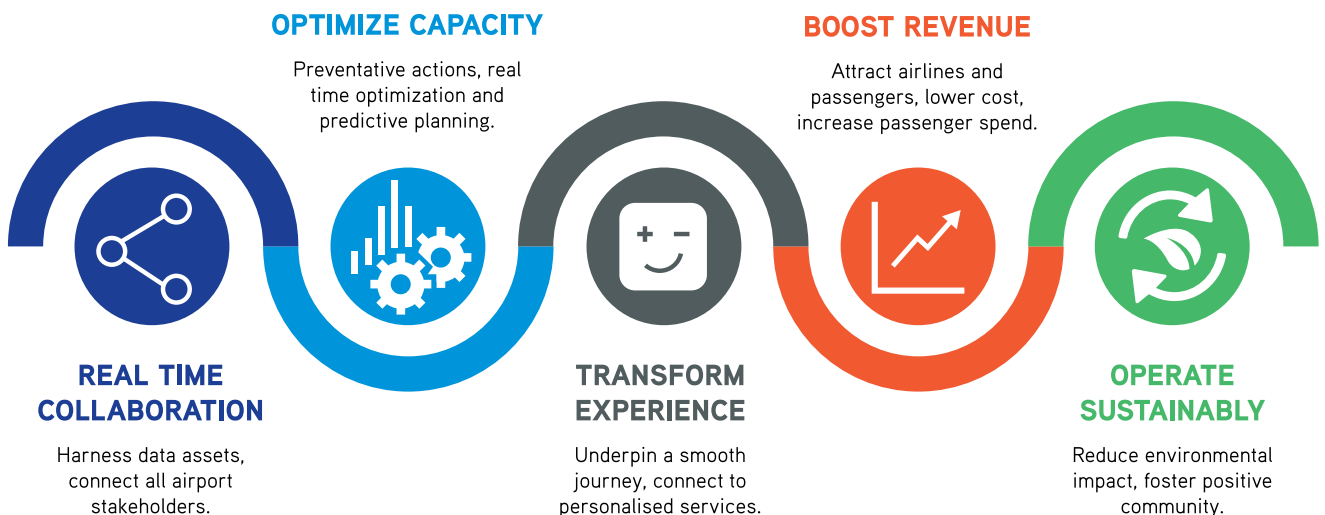 REAL TIME
COLLABORATION
Harness data assets,
connect all airport
stakeholders.
OPTIMIZE CAPACITY
Preventative actions, real
time optimization and
predictive planning.
TRANSFORM
EXPERIENCE
Underpin a smooth
journey, connect to
personalised services.
BOOST REVENUE
Attract airlines and
passengers, lower cost,
increase passenger spend.
OPERATE
SUSTAINABLY
Reduce environmental
impact, foster positive
community.